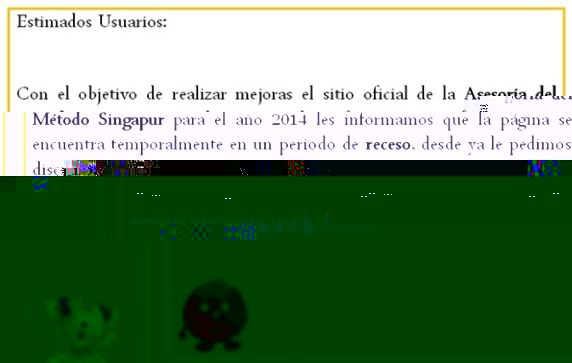 Estimados Usuarios:
Con el objetivo de realizar mejoras el sitio oficial de la Asesoría del
Método Singapur para el año 2014 les informamos que la página se
encuentra temporalmente en un periodo de receso, desde ya le pedimos